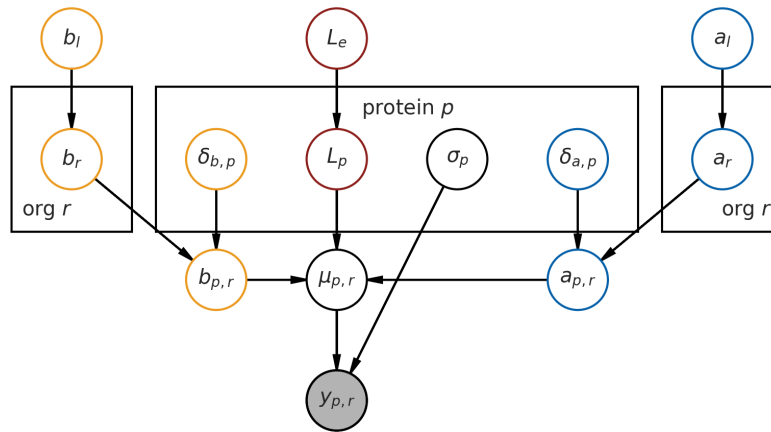 b_l
L_e
a_l
protein p
b_r
δ_{b,p}
L_p
σ_p
δ_{a,p}
a_r
org r
org r
b_{p,r}
μ_{p,r}
a_{p,r}
y_{p,r}